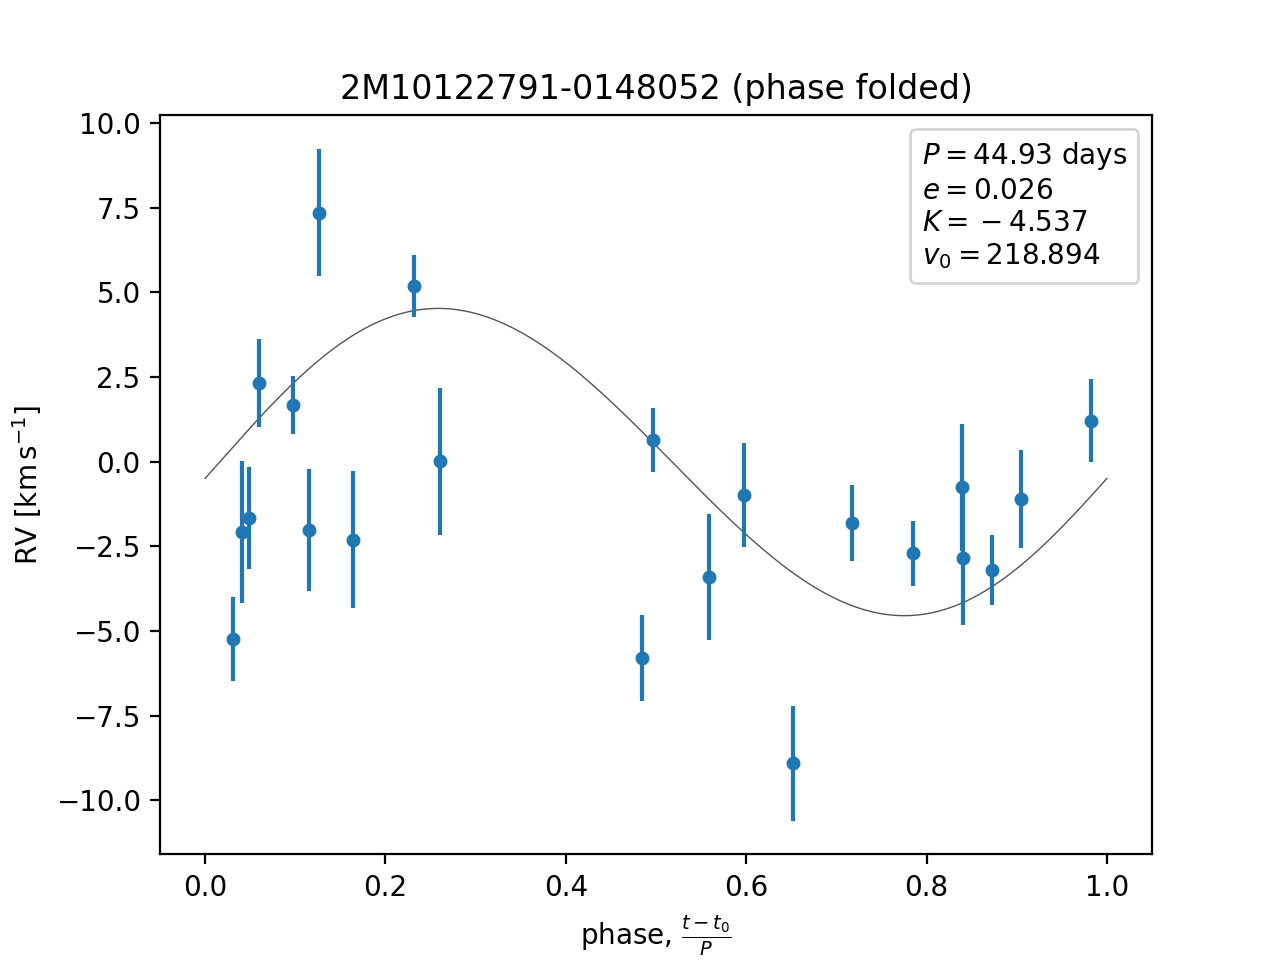 2M10122791-0148052 (phase folded)
P = 44.93 days
e = 0.026
K = −4.537
v₀ = 218.894
RV [km s⁻¹]
10.0
7.5
5.0
2.5
0.0
−2.5
−5.0
−7.5
−10.0
0.0 0.2 0.4 0.6 0.8 1.0
phase, (t − t₀)/P